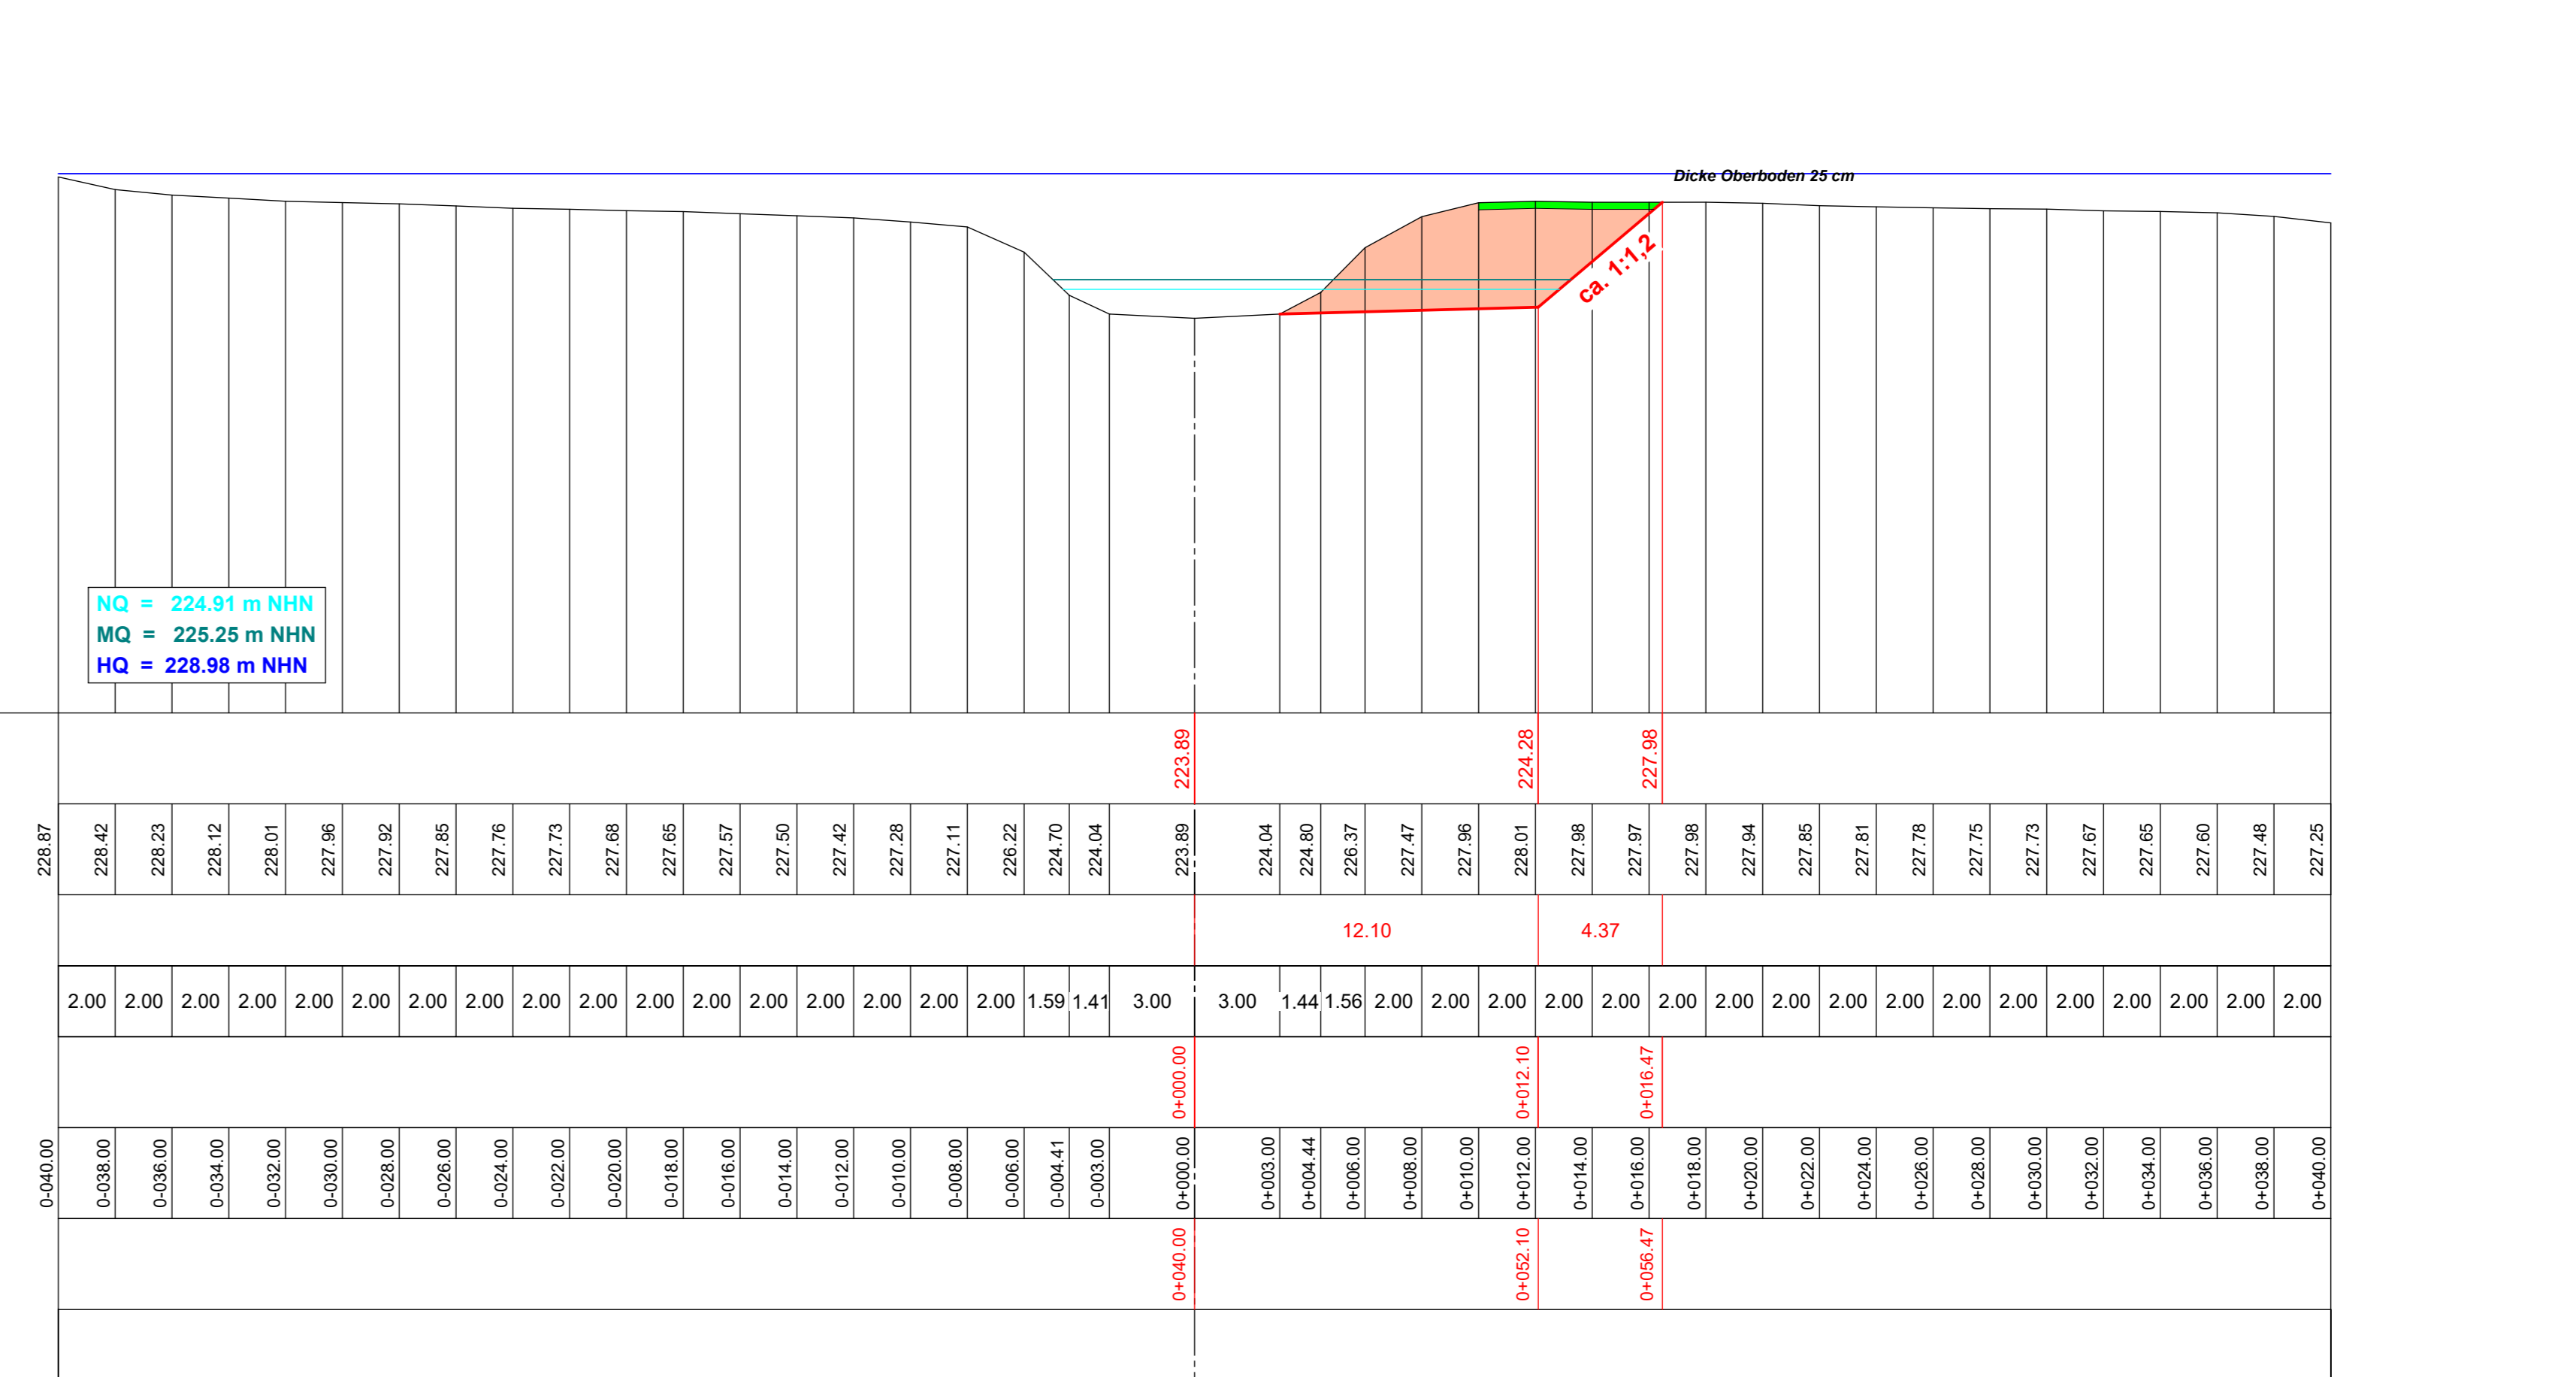 Dicke Oberboden 25 cm
ca. 1:1,2
NQ = 224.91 m NHN
MQ = 225.25 m NHN
HQ = 228.98 m NHN
223.89 224.28 227.98
228.87 228.42 228.23 228.12 228.01 227.96 227.92 227.85 227.76 227.73 227.68 227.65 227.57 227.50 227.42 227.28 227.11 226.22 224.70 224.04 223.89 224.04 224.80 226.37 227.47 227.96 228.01 227.98 227.97 227.98 227.94 227.85 227.81 227.78 227.75 227.73 227.67 227.65 227.60 227.48 227.25
12.10 4.37
2.00 2.00 2.00 2.00 2.00 2.00 2.00 2.00 2.00 2.00 2.00 2.00 2.00 2.00 2.00 2.00 2.00 1.59 1.41 3.00 3.00 1.44 1.56 2.00 2.00 2.00 2.00 2.00 2.00 2.00 2.00 2.00 2.00 2.00 2.00 2.00 2.00 2.00 2.00 2.00
0+000.00 0+012.10 0+016.47
0-040.00 0-038.00 0-036.00 0-034.00 0-032.00 0-030.00 0-028.00 0-026.00 0-024.00 0-022.00 0-020.00 0-018.00 0-016.00 0-014.00 0-012.00 0-010.00 0-008.00 0-006.00 0-004.41 0-003.00 0+000.00 0+003.00 0+004.44 0+006.00 0+008.00 0+010.00 0+012.00 0+014.00 0+016.00 0+018.00 0+020.00 0+022.00 0+024.00 0+026.00 0+028.00 0+030.00 0+032.00 0+034.00 0+036.00 0+038.00 0+040.00
0+040.00 0+052.10 0+056.47